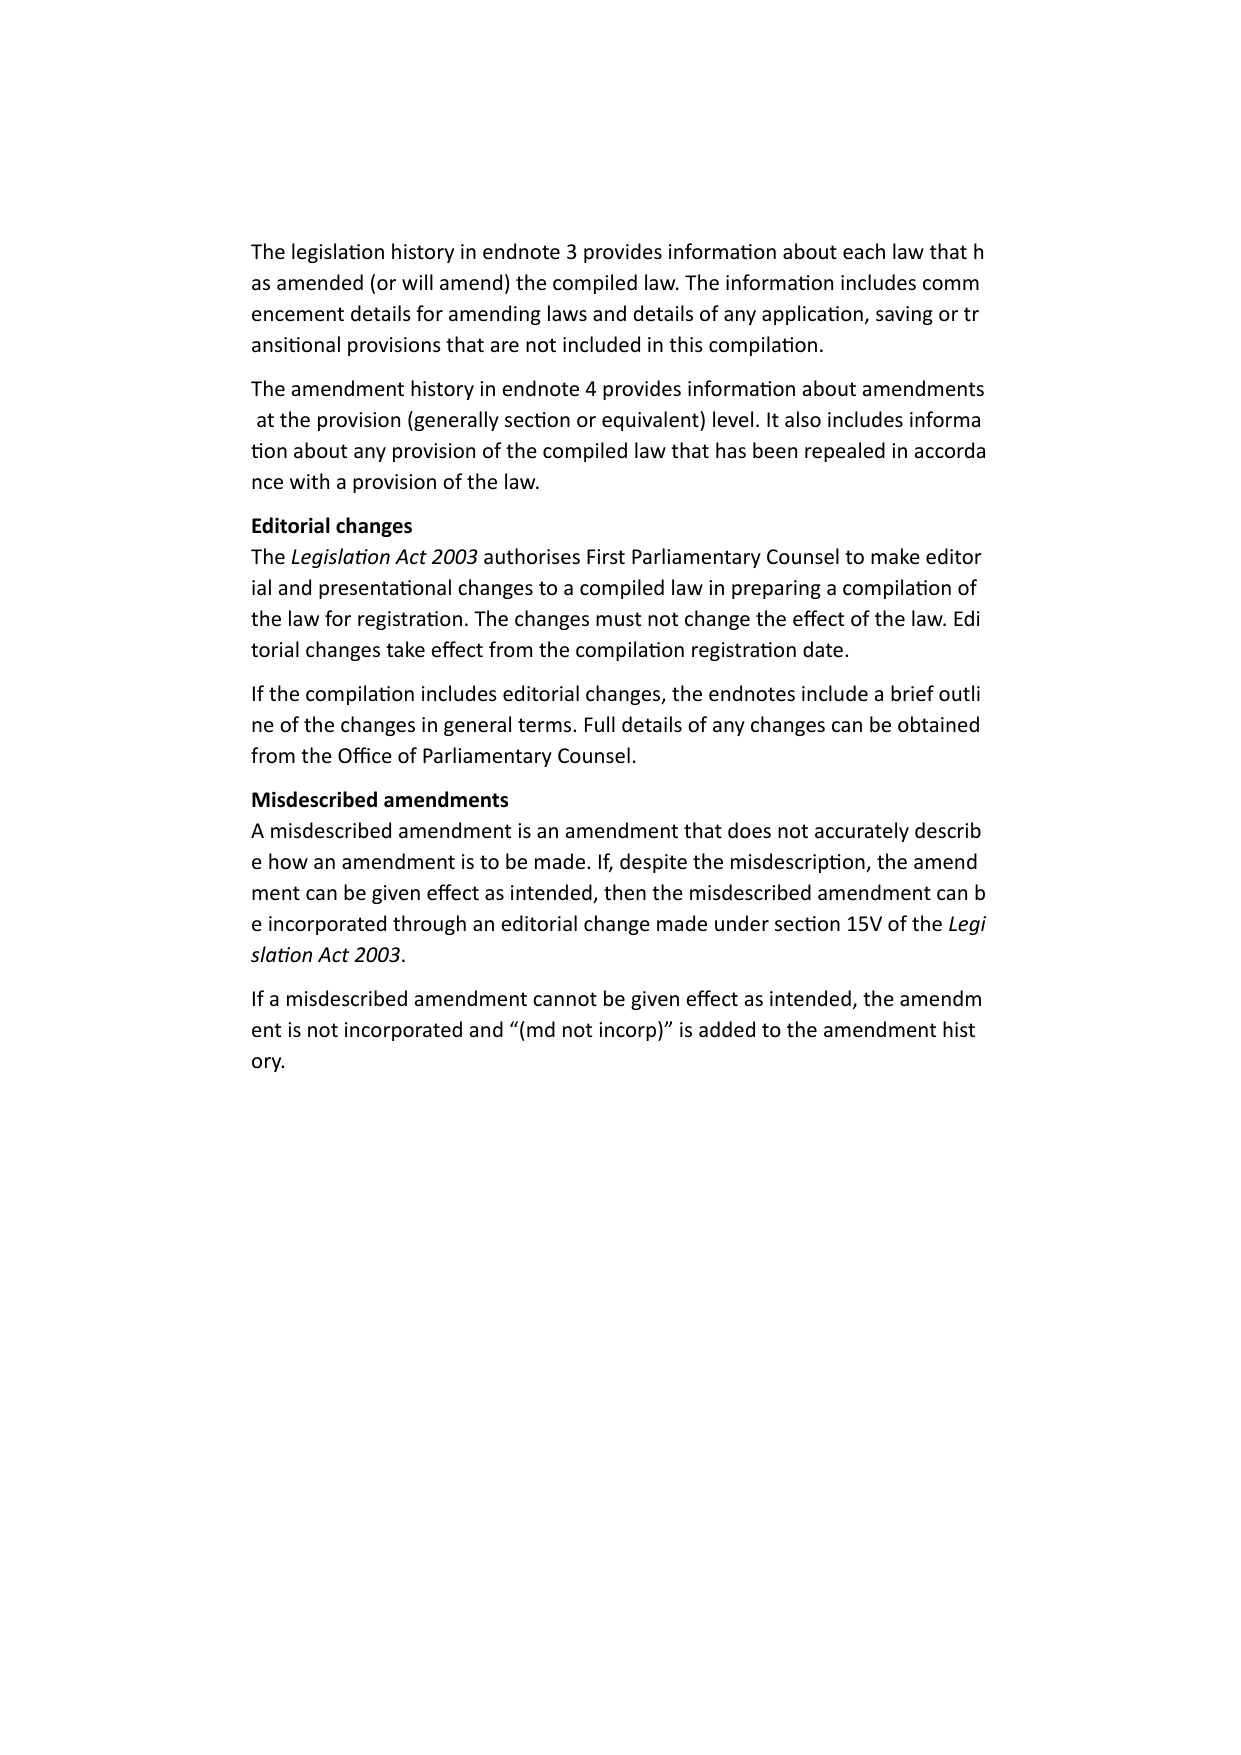 The legislation history in endnote 3 provides information about each law that h
as amended (or will amend) the compiled law. The information includes comm
encement details for amending laws and details of any application, saving or tr
ansitional provisions that are not included in this compilation.
The amendment history in endnote 4 provides information about amendments
at the provision (generally section or equivalent) level. It also includes informa
tion about any provision of the compiled law that has been repealed in accorda
nce with a provision of the law.
Editorial changes
The Legislation Act 2003 authorises First Parliamentary Counsel to make editor
ial and presentational changes to a compiled law in preparing a compilation of
the law for registration. The changes must not change the effect of the law. Edi
torial changes take effect from the compilation registration date.
If the compilation includes editorial changes, the endnotes include a brief outli
ne of the changes in general terms. Full details of any changes can be obtained
from the Office of Parliamentary Counsel.
Misdescribed amendments
A misdescribed amendment is an amendment that does not accurately describ
e how an amendment is to be made. If, despite the misdescription, the amend
ment can be given effect as intended, then the misdescribed amendment can b
e incorporated through an editorial change made under section 15V of the Legi
slation Act 2003.
If a misdescribed amendment cannot be given effect as intended, the amendm
ent is not incorporated and “(md not incorp)” is added to the amendment hist
ory.